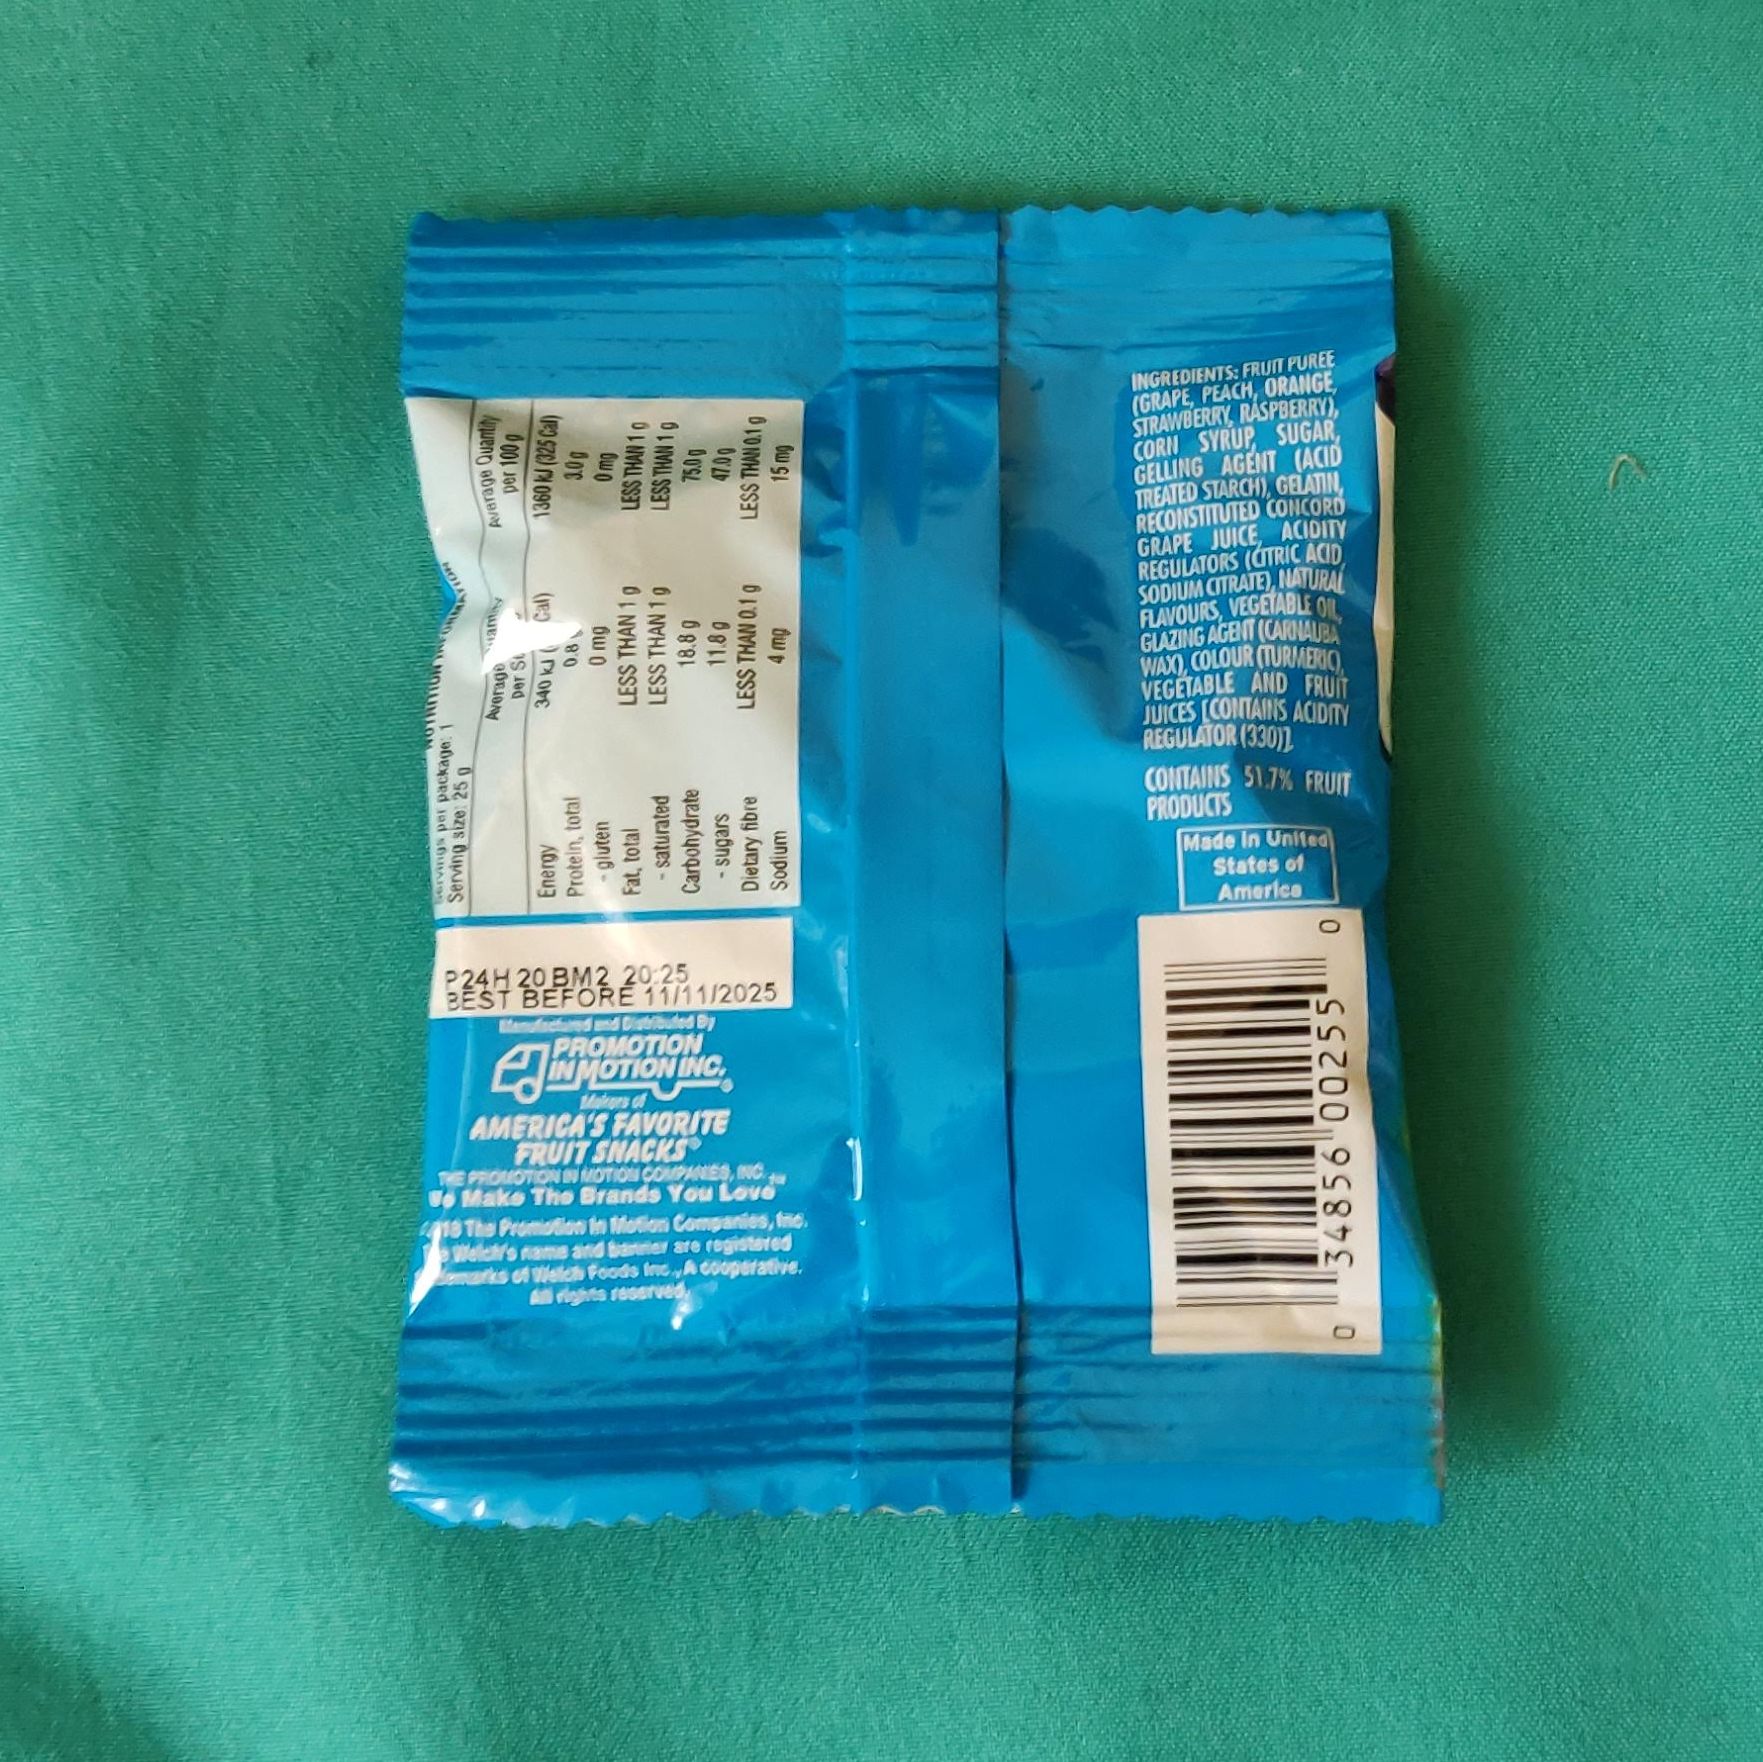 NUTRITION INFORMATION
Servings per package: 1
Serving size: 25 g
Average Quantity
per 100 g
Average
per
Energy 340 kJ ( Cal) 1360 kJ (325 Cal)
Protein, total 0.8 3.0 g
- gluten 0 mg 0 mg
Fat, total LESS THAN 1 g LESS THAN 1 g
- saturated LESS THAN 1 g LESS THAN 1 g
Carbohydrate 18.8 g 75.0 g
- sugars 11.8 g 47.0 g
Dietary fibre LESS THAN 0.1 g LESS THAN 0.1 g
Sodium 4 mg 15 mg
P24H 20 BM2 20:25
BEST BEFORE 11/11/2025
Manufactured and Distributed By
PROMOTION
IN MOTION INC.®
Makers of
AMERICA'S FAVORITE
FRUIT SNACKS®
THE PROMOTION IN MOTION COMPANIES, INC.
We Make The Brands You Love™
The Promotion In Motion Companies, Inc.
Welch's name and banner are registered
of Welch Foods Inc., A cooperative.
All rights reserved.
INGREDIENTS: FRUIT PUREE
(GRAPE, PEACH, ORANGE,
STRAWBERRY, RASPBERRY),
CORN SYRUP, SUGAR,
GELLING AGENT (ACID
TREATED STARCH), GELATIN,
RECONSTITUTED CONCORD
GRAPE JUICE, ACIDITY
REGULATORS (CITRIC ACID,
SODIUM CITRATE), NATURAL
FLAVOURS, VEGETABLE OIL,
GLAZING AGENT (CARNAUBA
WAX), COLOUR (TURMERIC),
VEGETABLE AND FRUIT
JUICES [CONTAINS ACIDITY
REGULATOR (330)].
CONTAINS 51.7% FRUIT
PRODUCTS
Made in United
States of
America
0 34856 00255 0